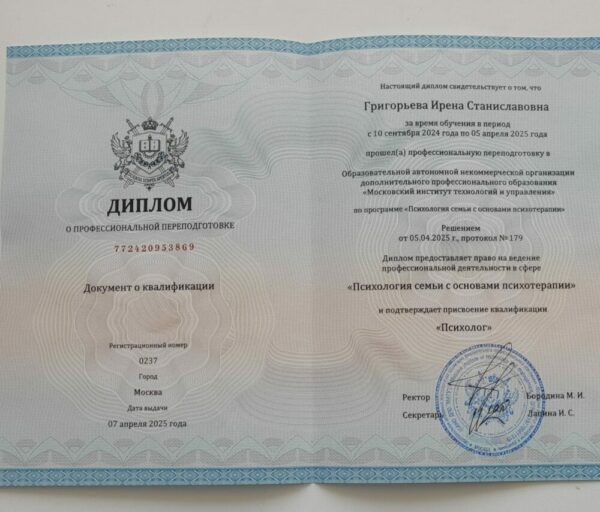 ДИПЛОМ
О ПРОФЕССИОНАЛЬНОЙ ПЕРЕПОДГОТОВКЕ
772420953869
Документ о квалификации
Регистрационный номер
0237
Город
Москва
Дата выдачи
07 апреля 2025 года
Настоящий диплом свидетельствует о том, что
Григорьева Ирена Станиславовна
за время обучения в период
с 10 сентября 2024 года по 05 апреля 2025 года
прошел(а) профессиональную переподготовку в
Образовательной автономной некоммерческой организации
дополнительного профессионального образования
«Московский институт технологий и управления»
по программе «Психология семьи с основами психотерапии»
Решением
от 05.04.2025 г., протокол № 179
Диплом предоставляет право на ведение
профессиональной деятельности в сфере
«Психология семьи с основами психотерапии»
и подтверждает присвоение квалификации
«Психолог»
Ректор Бородина М. И.
Секретарь Лапина И. С.